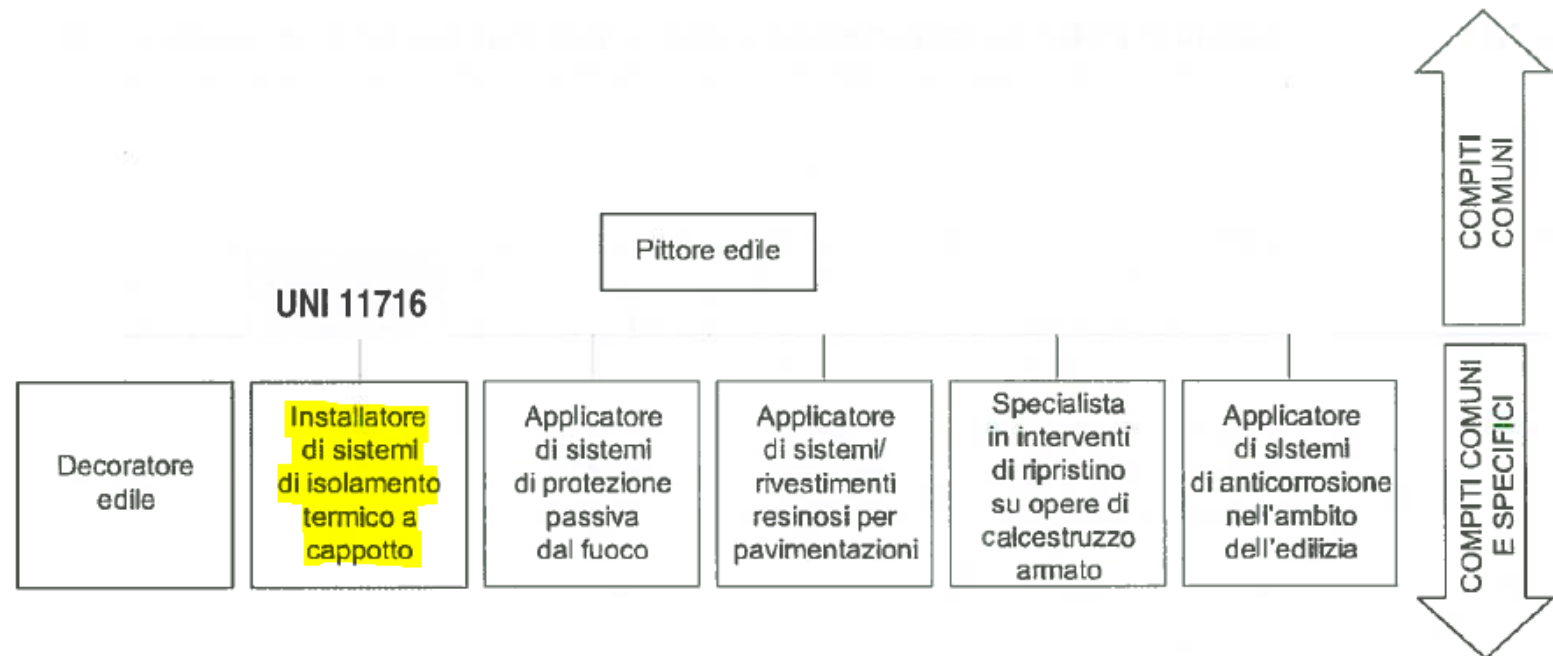 COMPITI
COMUNI
Pittore edile
UNI 11716
Decoratore
edile
Installatore
di sistemi
di isolamento
termico a
cappotto
Applicatore
di sistemi
di protezione
passiva
dal fuoco
Applicatore
di sistemi/
rivestimenti
resinosi per
pavimentazioni
Specialista
in interventi
di ripristino
su opere di
calcestruzzo
armato
Applicatore
di sistemi
di anticorrosione
nell'ambito
dell'edilizia
COMPITI COMUNI
E SPECIFICI